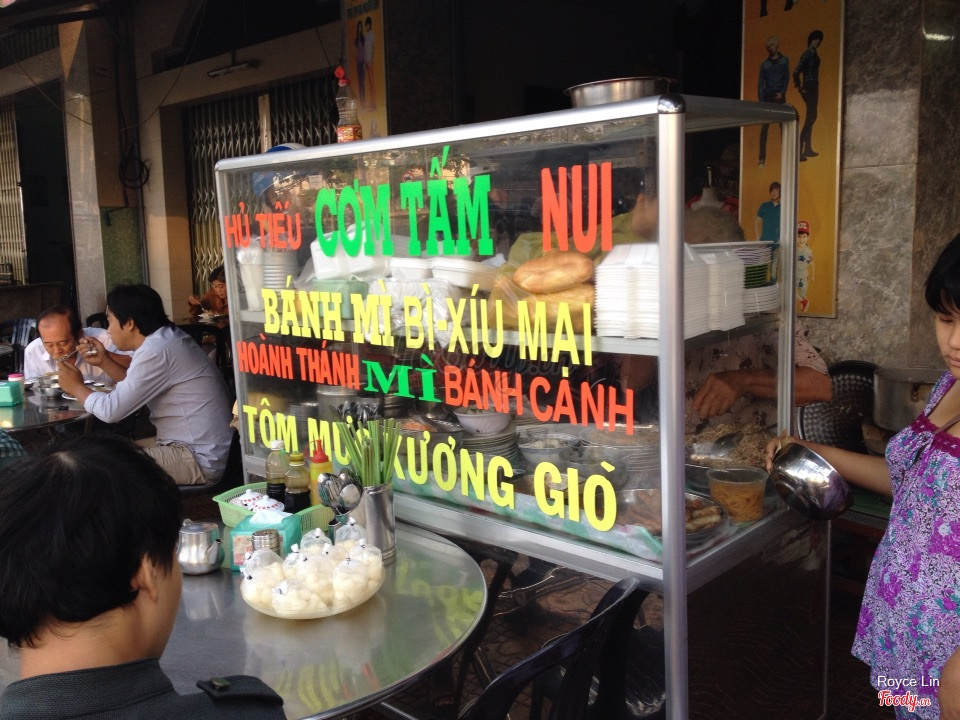 HỦ TIẾU CƠM TẤM NUI
BÁNH MÌ BÌ-XÍU MẠI
HOÀNH THÁNH MÌ BÁNH CANH
TÔM MỰC XƯƠNG GIÒ
Royce Lin
Foody.vn